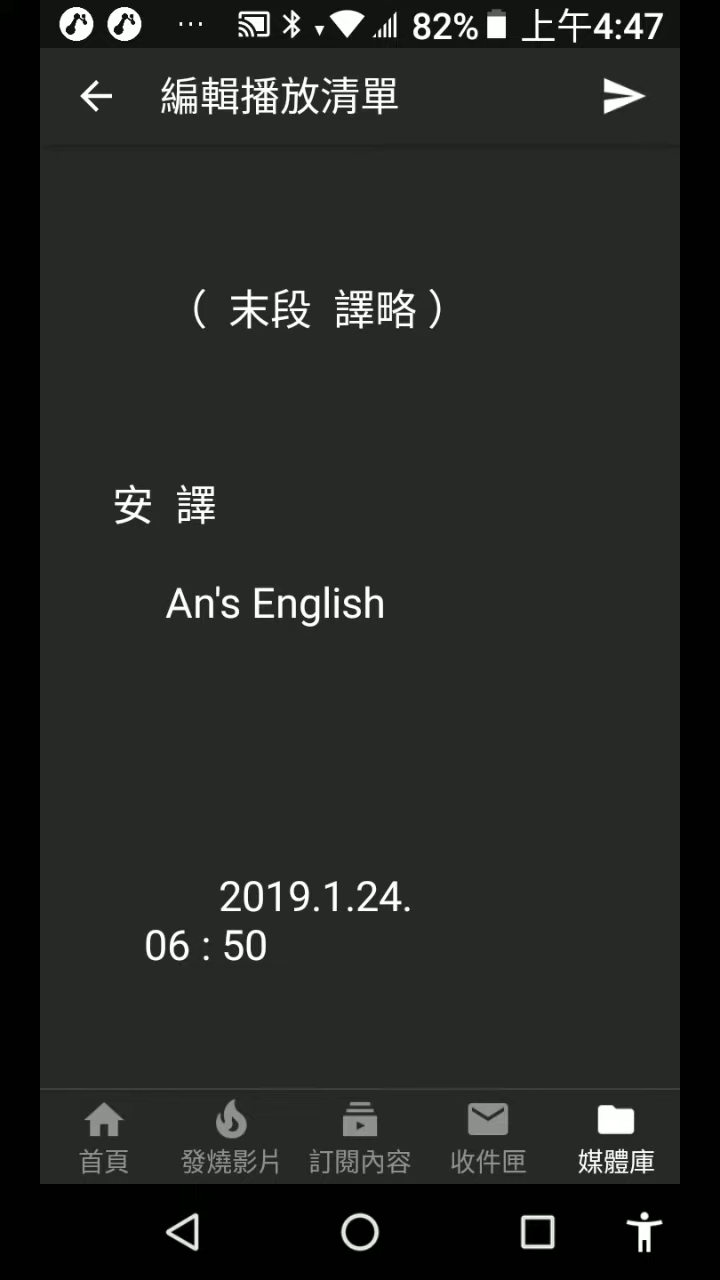 82% 上午4:47
編輯播放清單
( 末段 譯略 )
安 譯
An's English
2019.1.24.
06 : 50
首頁 發燒影片 訂閱內容 收件匣 媒體庫